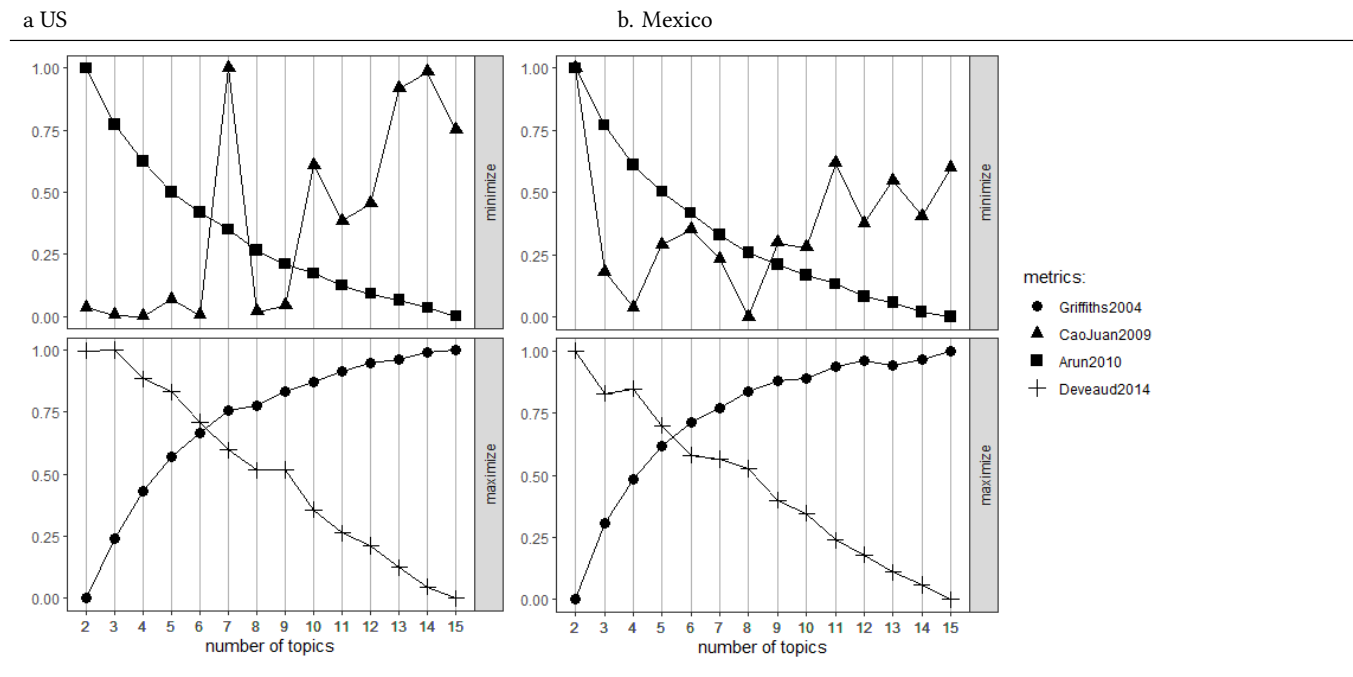 a US
b. Mexico
1.00
0.75
0.50
0.25
0.00
minimize
1.00
0.75
0.50
0.25
0.00
maximize
2 3 4 5 6 7 8 9 10 11 12 13 14 15
number of topics
1.00
0.75
0.50
0.25
0.00
minimize
1.00
0.75
0.50
0.25
0.00
maximize
2 3 4 5 6 7 8 9 10 11 12 13 14 15
number of topics
metrics:
Griffiths2004
CaoJuan2009
Arun2010
Deveaud2014